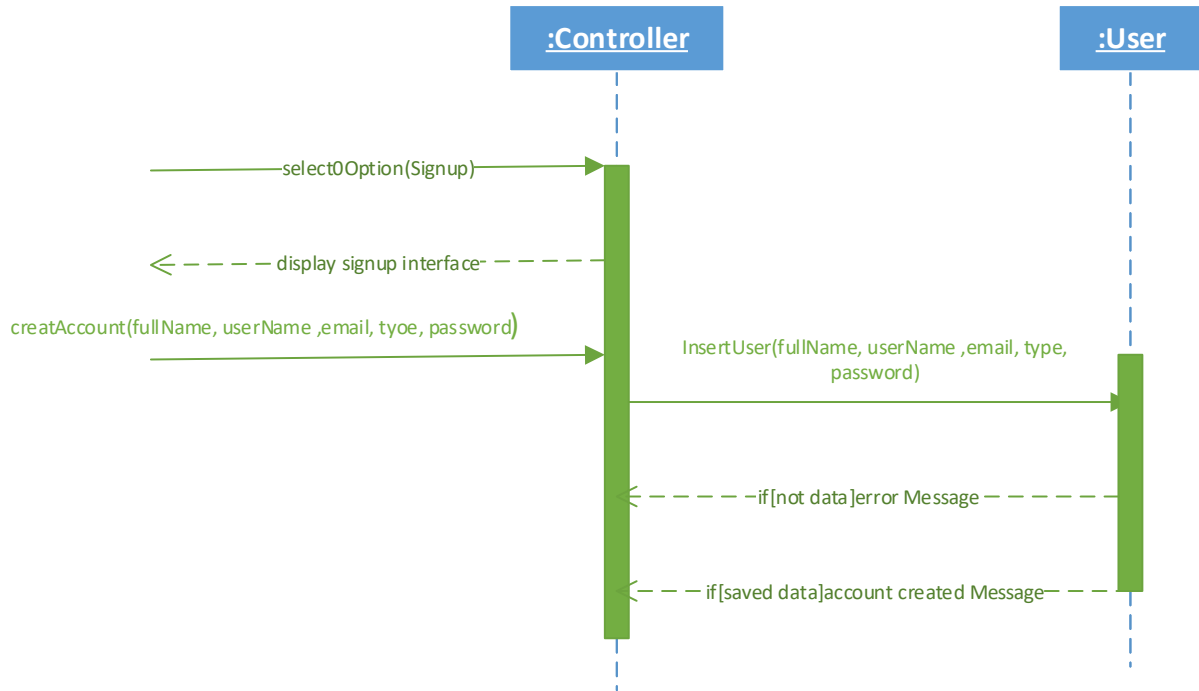 :Controller
:User
select0Option(Signup)
display signup interface
creatAccount(fullName, userName ,email, tyoe, password)
InsertUser(fullName, userName ,email, type,
password)
if[not data]error Message
if[saved data]account created Message